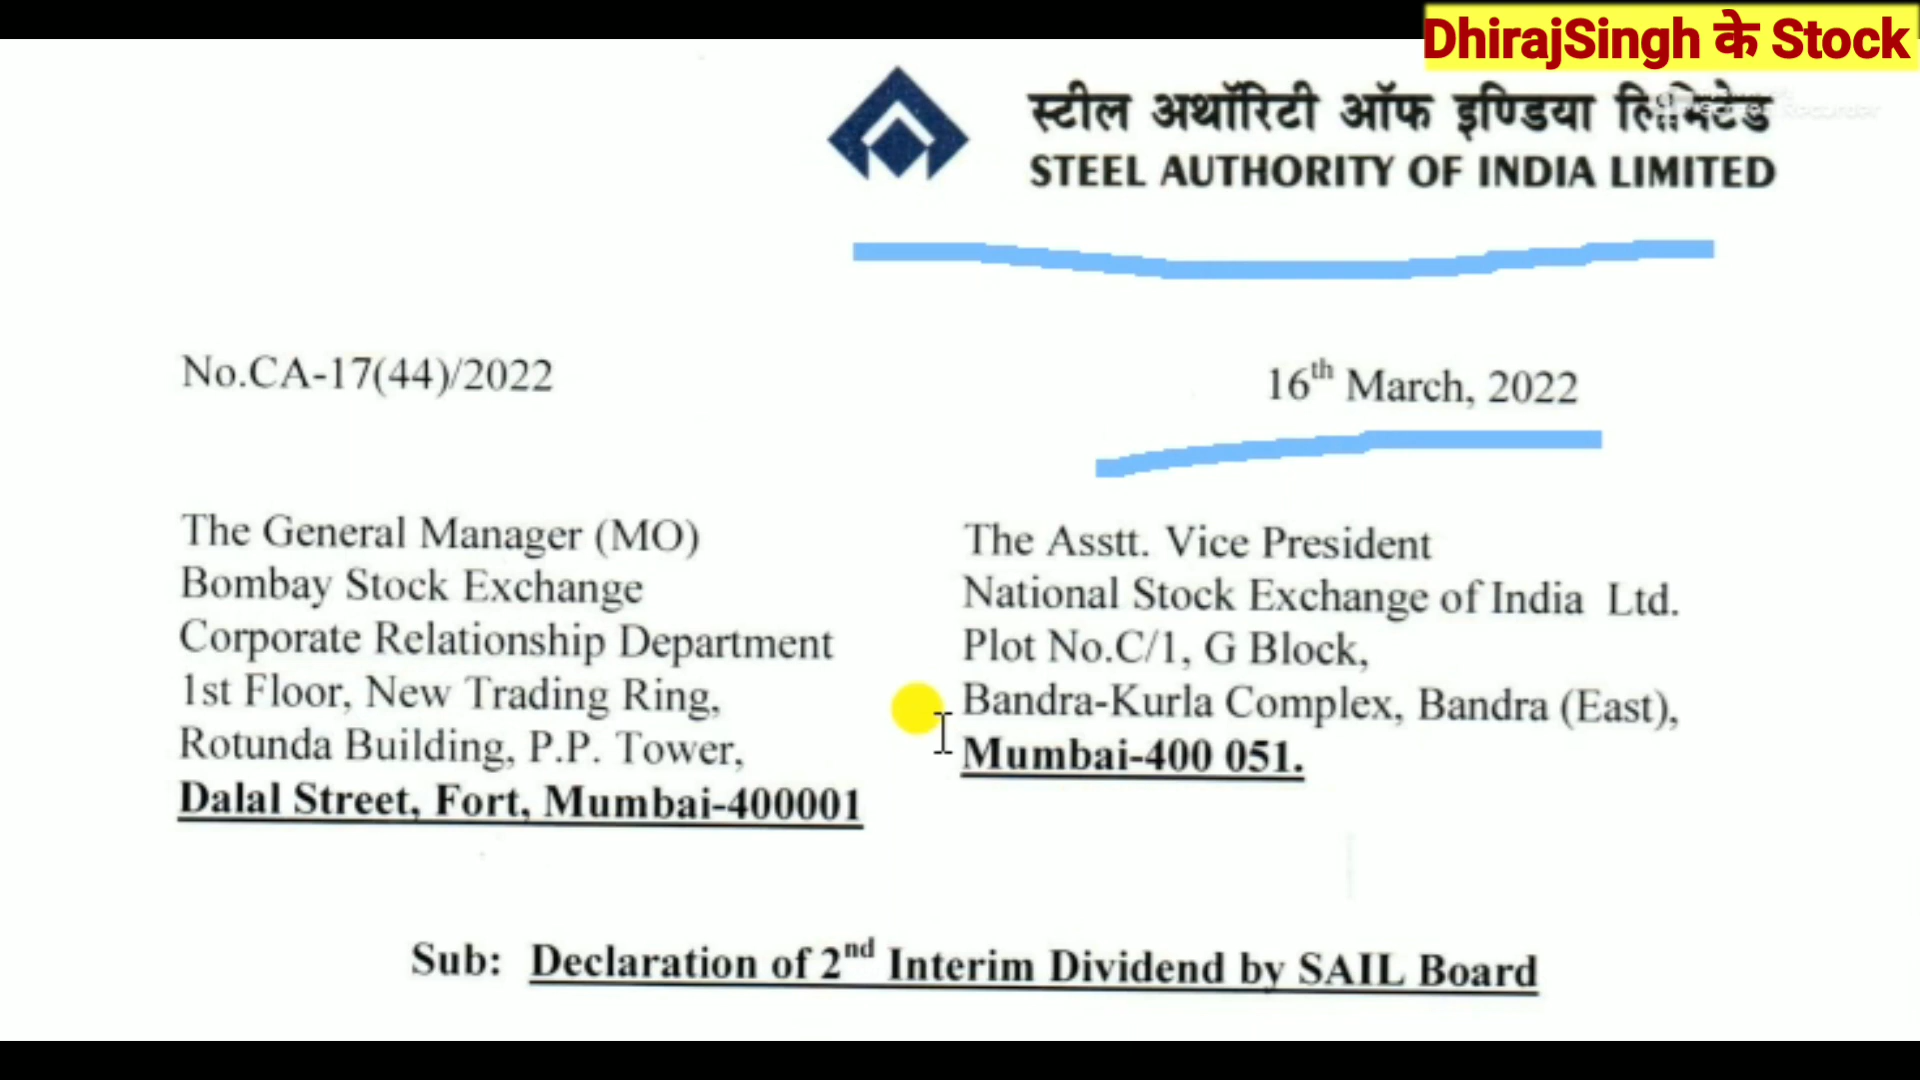 DhirajSingh के Stock
स्टील अथॉरिटी ऑफ इण्डिया लिमिटेड
STEEL AUTHORITY OF INDIA LIMITED
No.CA-17(44)/2022
16th March, 2022
The General Manager (MO)
Bombay Stock Exchange
Corporate Relationship Department
1st Floor, New Trading Ring,
Rotunda Building, P.P. Tower,
Dalal Street, Fort, Mumbai-400001
The Asstt. Vice President
National Stock Exchange of India Ltd.
Plot No.C/1, G Block,
Bandra-Kurla Complex, Bandra (East),
Mumbai-400 051.
Sub: Declaration of 2nd Interim Dividend by SAIL Board